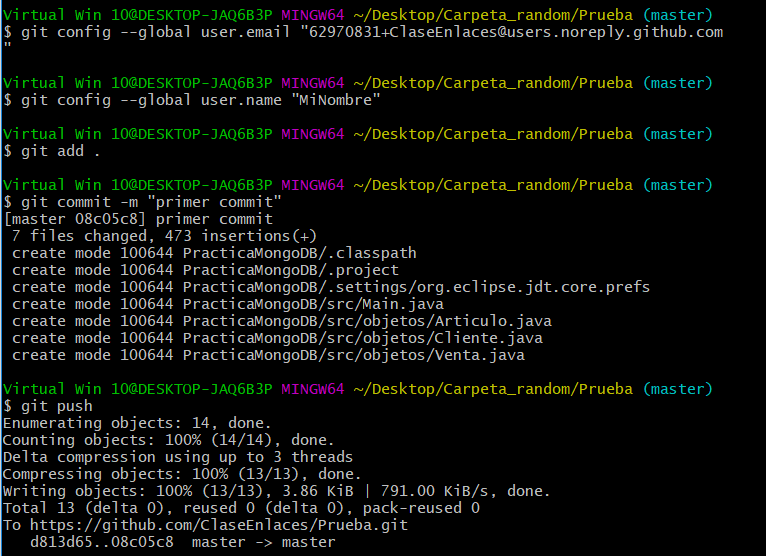 Virtual Win 10@DESKTOP-JAQ6B3P MINGW64 ~/Desktop/Carpeta_random/Prueba (master)
$ git config --global user.email "62970831+ClaseEnlaces@users.noreply.github.com
"
Virtual Win 10@DESKTOP-JAQ6B3P MINGW64 ~/Desktop/Carpeta_random/Prueba (master)
$ git config --global user.name "MiNombre"
Virtual Win 10@DESKTOP-JAQ6B3P MINGW64 ~/Desktop/Carpeta_random/Prueba (master)
$ git add .
Virtual Win 10@DESKTOP-JAQ6B3P MINGW64 ~/Desktop/Carpeta_random/Prueba (master)
$ git commit -m "primer commit"
[master 08c05c8] primer commit
 7 files changed, 473 insertions(+)
 create mode 100644 PracticaMongoDB/.classpath
 create mode 100644 PracticaMongoDB/.project
 create mode 100644 PracticaMongoDB/.settings/org.eclipse.jdt.core.prefs
 create mode 100644 PracticaMongoDB/src/Main.java
 create mode 100644 PracticaMongoDB/src/objetos/Articulo.java
 create mode 100644 PracticaMongoDB/src/objetos/Cliente.java
 create mode 100644 PracticaMongoDB/src/objetos/Venta.java
Virtual Win 10@DESKTOP-JAQ6B3P MINGW64 ~/Desktop/Carpeta_random/Prueba (master)
$ git push
Enumerating objects: 14, done.
Counting objects: 100% (14/14), done.
Delta compression using up to 3 threads
Compressing objects: 100% (13/13), done.
Writing objects: 100% (13/13), 3.86 KiB | 791.00 KiB/s, done.
Total 13 (delta 0), reused 0 (delta 0), pack-reused 0
To https://github.com/ClaseEnlaces/Prueba.git
   d813d65..08c05c8  master -> master